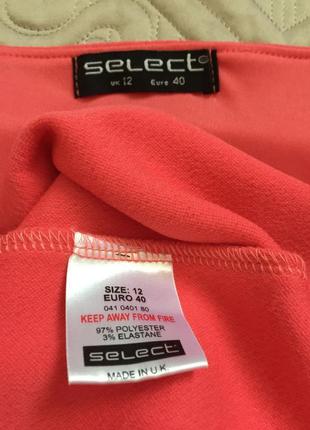 select
UK 12 Euro 40
SIZE: 12
EURO 40
041 0401 80
KEEP AWAY FROM FIRE
97% POLYESTER
3% ELASTANE
select
MADE IN U.K.